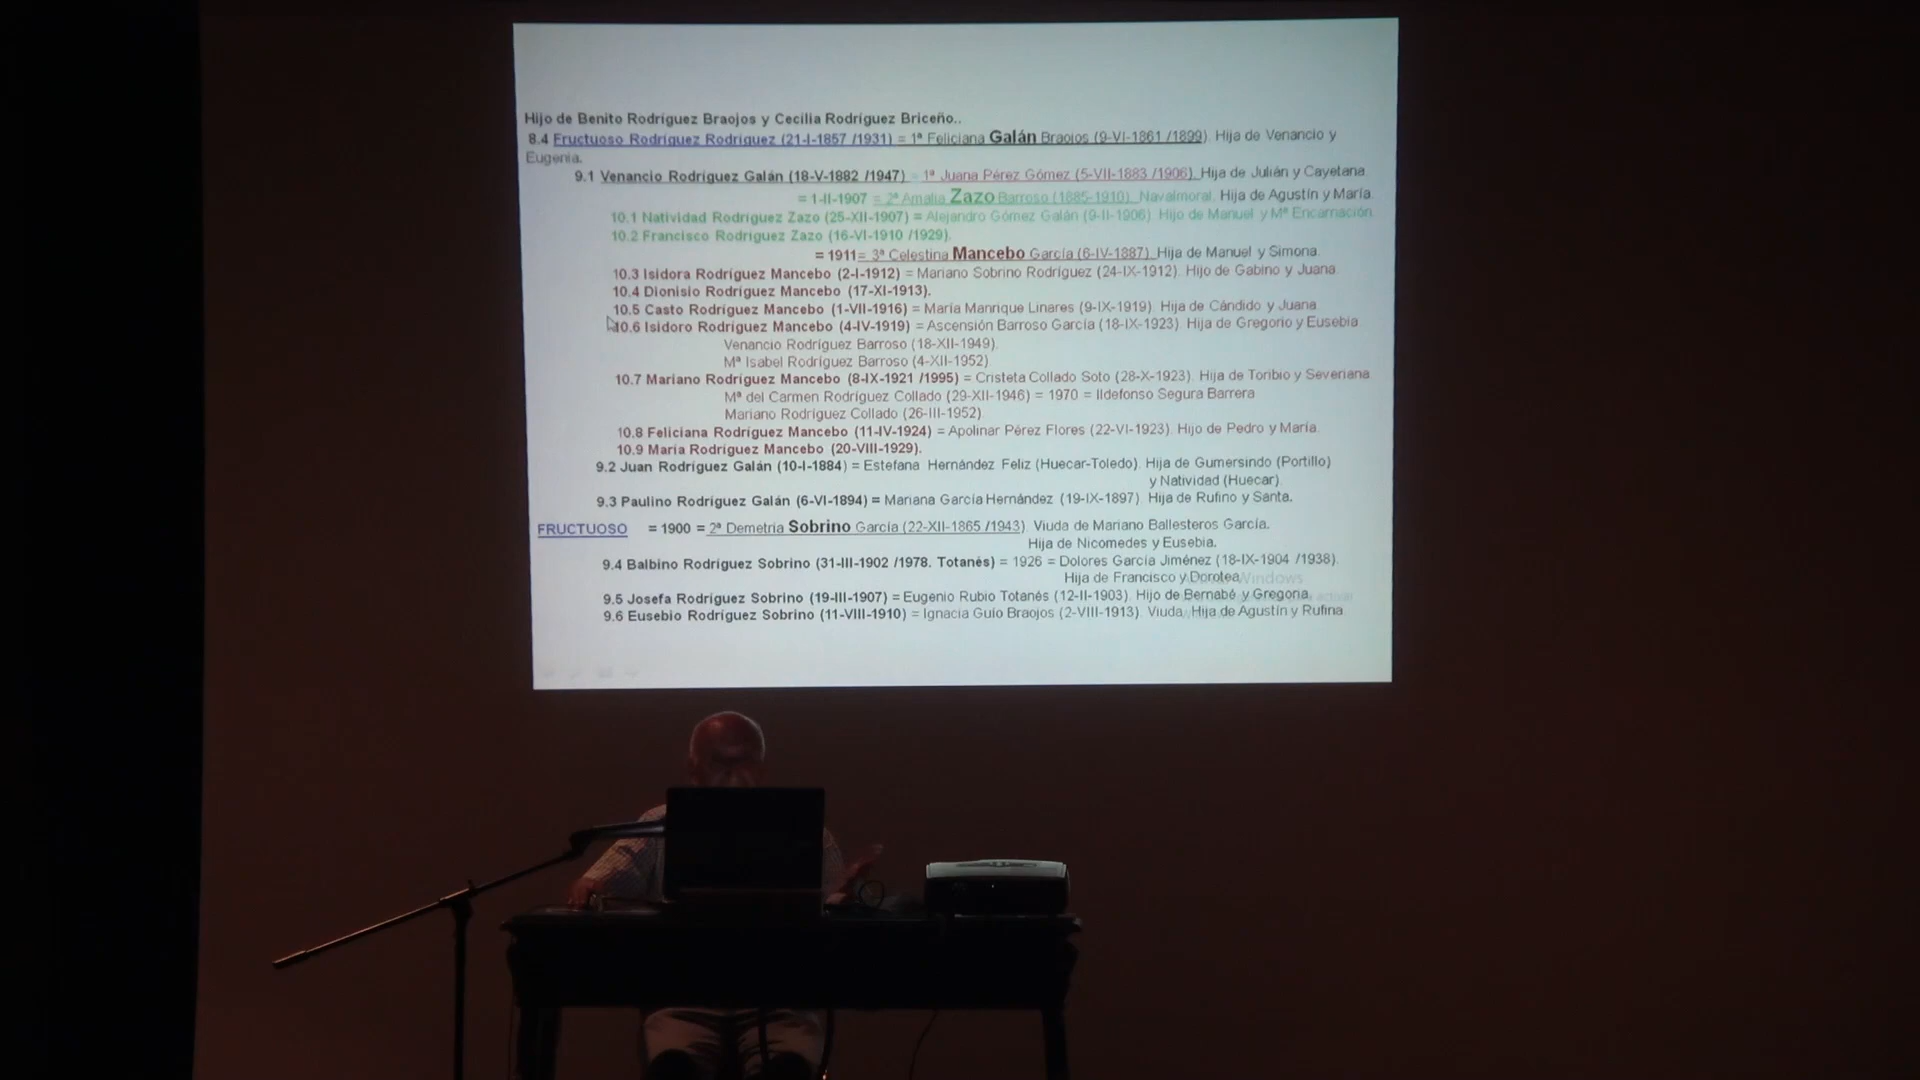 Hijo de Benito Rodríguez Braojos y Cecilia Rodríguez Briceño..
8.4 Fructuoso Rodríguez Rodríguez (21-I-1857 /1931) = 1ª Feliciana Galán Braojos (9-VI-1861 /1899). Hija de Venancio y
Eugenia.
9.1 Venancio Rodríguez Galán (18-V-1882 /1947) = 1ª Juana Pérez Gómez (5-VII-1883 /1906). Hija de Julián y Cayetana
= 1-II-1907 = 2ª Amalia Zazo Barroso (1885-1910). Navalmoral. Hija de Agustín y María.
10.1 Natividad Rodríguez Zazo (25-XII-1907) = Alejandro Gómez Galán (9-II-1906). Hijo de Manuel y Mª Encarnación.
10.2 Francisco Rodríguez Zazo (16-VI-1910 /1929).
= 1911= 3ª Celestina Mancebo García (6-IV-1887). Hija de Manuel y Simona.
10.3 Isidora Rodríguez Mancebo (2-I-1912) = Mariano Sobrino Rodríguez (24-IX-1912). Hijo de Gabino y Juana.
10.4 Dionisio Rodríguez Mancebo (17-XI-1913).
10.5 Casto Rodríguez Mancebo (1-VII-1916) = María Manrique Linares (9-IX-1919). Hija de Cándido y Juana
10.6 Isidoro Rodríguez Mancebo (4-IV-1919) = Ascensión Barroso García (18-IX-1923). Hija de Gregorio y Eusebia.
Venancio Rodríguez Barroso (18-XII-1949).
Mª Isabel Rodríguez Barroso (4-XII-1952)
10.7 Mariano Rodríguez Mancebo (8-IX-1921 /1995) = Cristeta Collado Soto (28-X-1923). Hija de Toribio y Severiana
Mª del Carmen Rodríguez Collado (29-XII-1946) = 1970 = Ildefonso Segura Barrera
Mariano Rodríguez Collado (26-III-1952).
10.8 Feliciana Rodríguez Mancebo (11-IV-1924) = Apolinar Pérez Flores (22-VI-1923). Hijo de Pedro y María.
10.9 María Rodríguez Mancebo (20-VIII-1929).
9.2 Juan Rodríguez Galán (10-I-1884) = Estefana Hernández Feliz (Huecar-Toledo). Hija de Gumersindo (Portillo)
y Natividad (Huecar).
9.3 Paulino Rodríguez Galán (6-VI-1894) = Mariana García Hernández (19-IX-1897). Hija de Rufino y Santa.
FRUCTUOSO = 1900 = 2ª Demetria Sobrino García (22-XII-1865 /1943). Viuda de Mariano Ballesteros García.
Hija de Nicomedes y Eusebia.
9.4 Balbino Rodríguez Sobrino (31-III-1902 /1978. Totanés) = 1926 = Dolores García Jiménez (18-IX-1904 /1938).
Hija de Francisco y Dorotea. Windows
9.5 Josefa Rodríguez Sobrino (19-III-1907) = Eugenio Rubio Totanés (12-II-1903). Hijo de Bernabé y Gregoria.
9.6 Eusebio Rodríguez Sobrino (11-VIII-1910) = Ignacia Guío Braojos (2-VIII-1913). Viuda. Hija de Agustín y Rufina